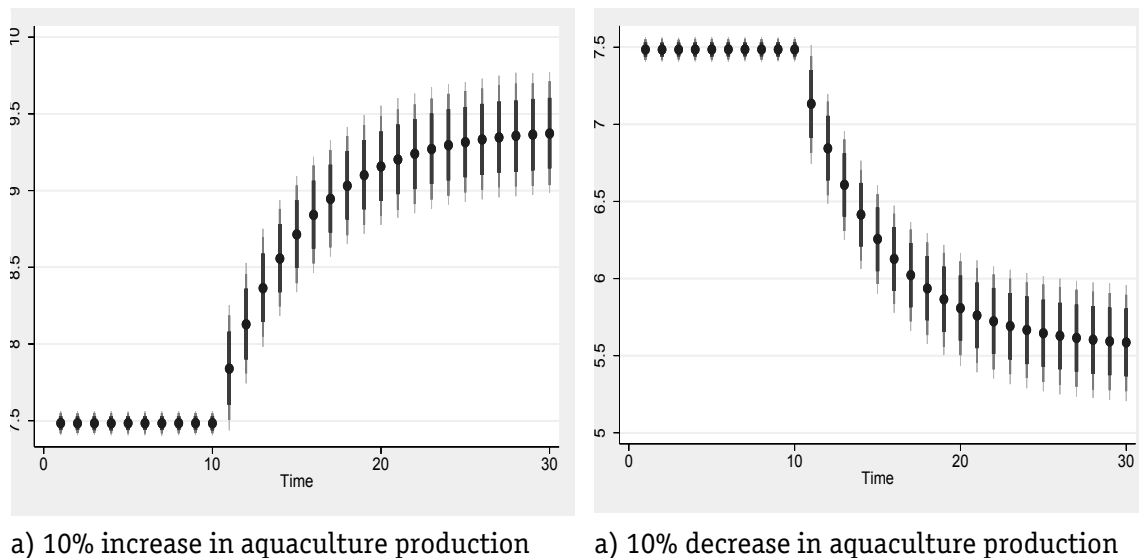 10
9.5
9
8.5
8
7.5
0 10 20 30
Time
a) 10% increase in aquaculture production
7.5
7
6.5
6
5.5
5
0 10 20 30
Time
a) 10% decrease in aquaculture production